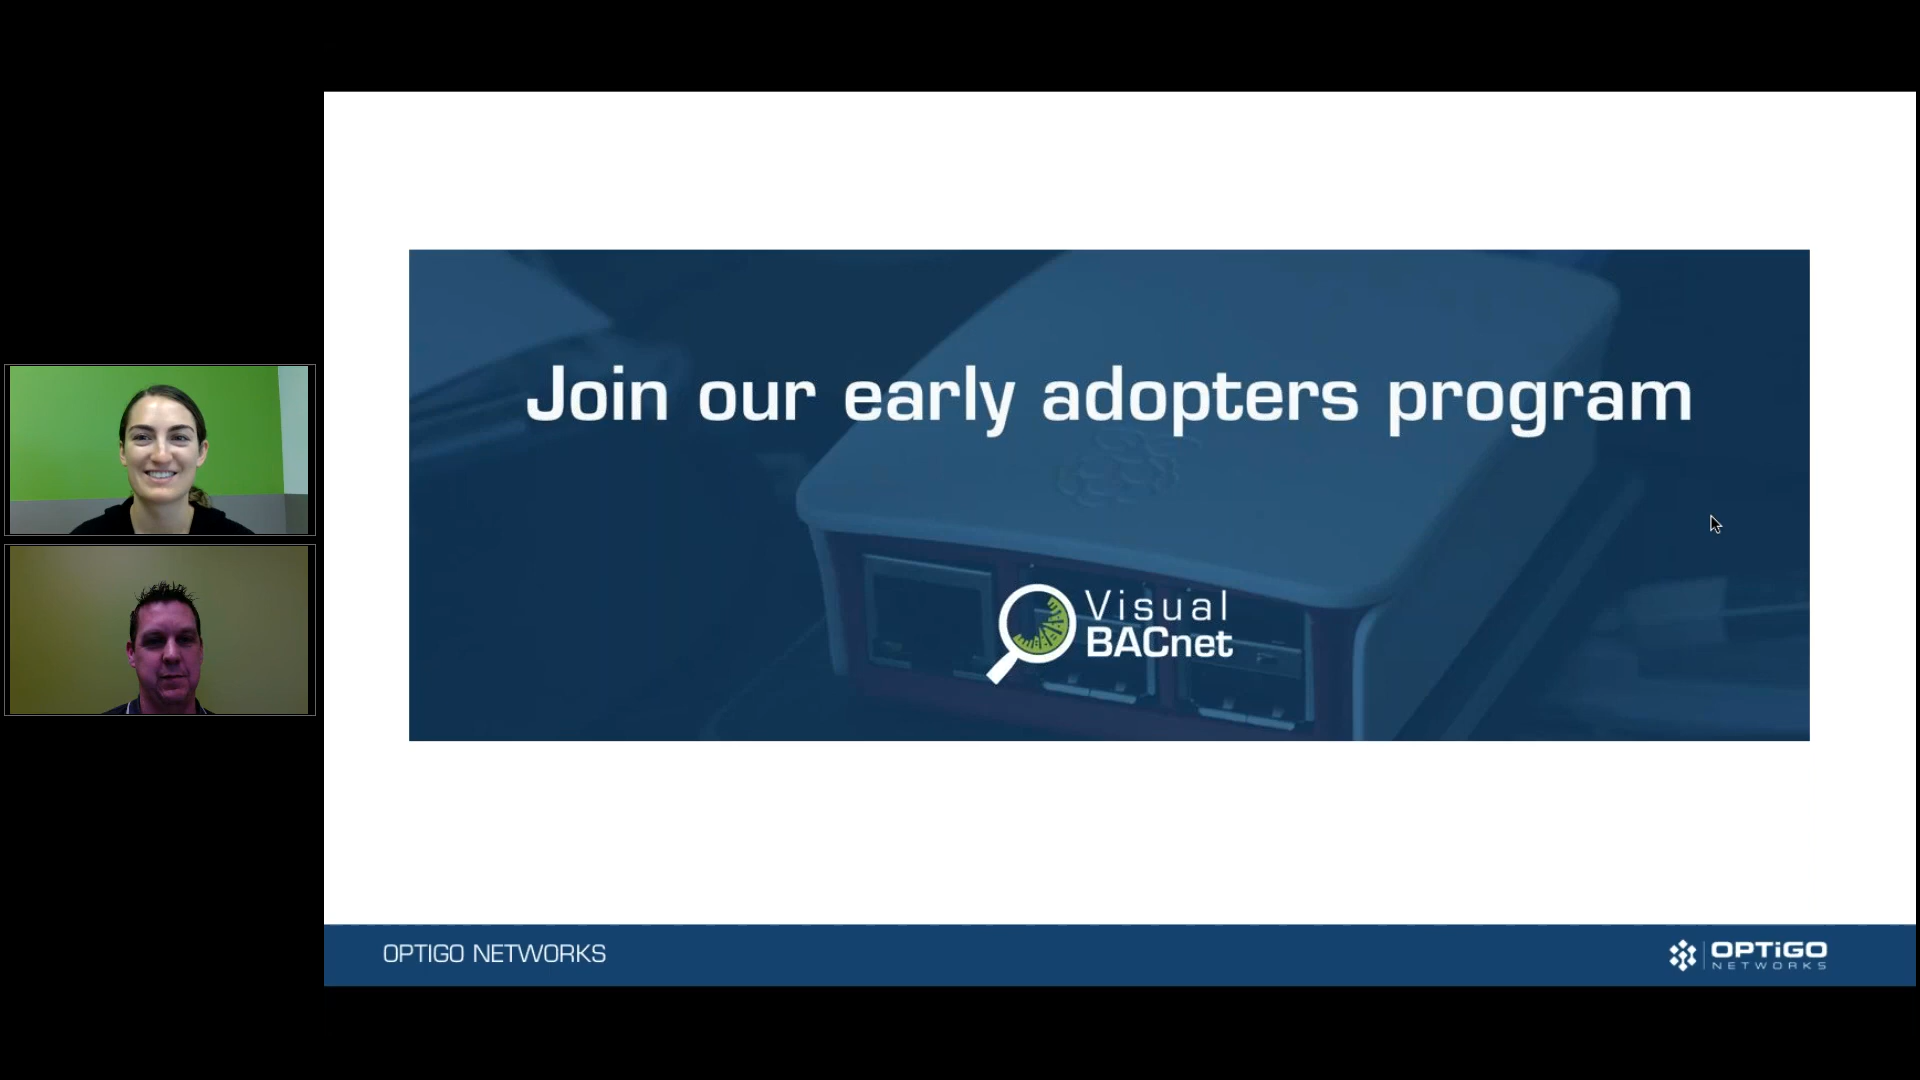 Join our early adopters program
Visual
BACnet
OPTIGO NETWORKS
OPTiGO
NETWORKS